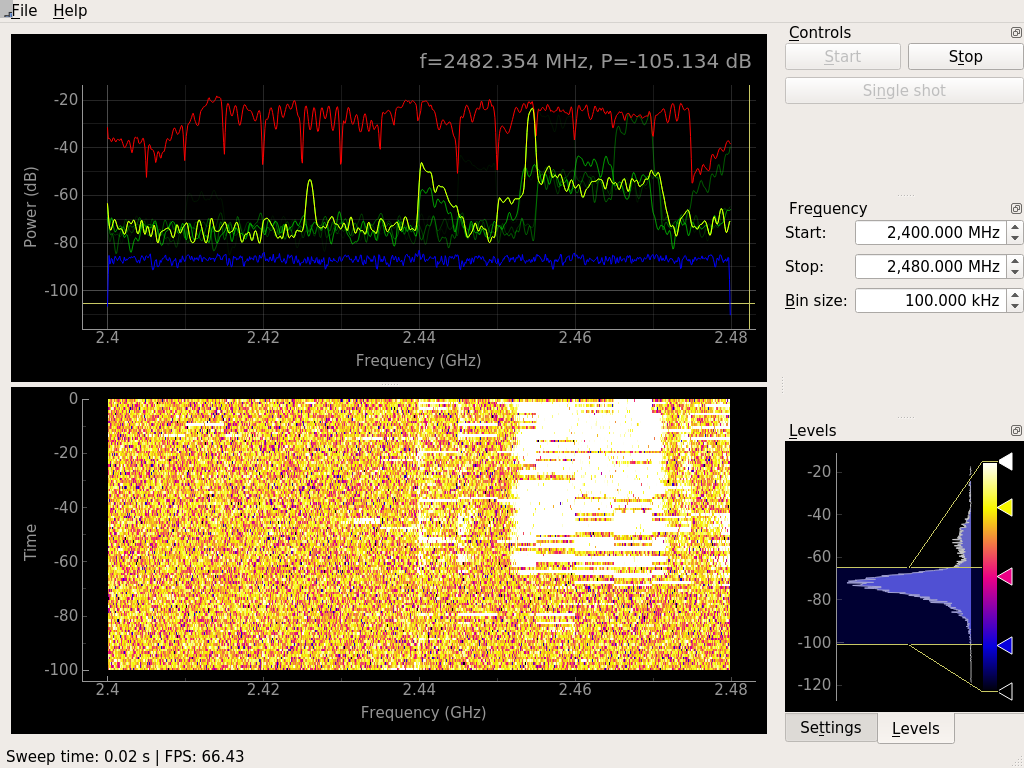 File Help
f=2482.354 MHz, P=-105.134 dB
-20
-40
-60
-80
-100
Power (dB)
2.4 2.42 2.44 2.46 2.48
Frequency (GHz)
0
-20
-40
-60
-80
-100
Time
2.4 2.42 2.44 2.46 2.48
Frequency (GHz)
Controls
Start Stop
Single shot
Frequency
Start: 2,400.000 MHz
Stop: 2,480.000 MHz
Bin size: 100.000 kHz
Levels
-20
-40
-60
-80
-100
-120
Settings Levels
Sweep time: 0.02 s | FPS: 66.43